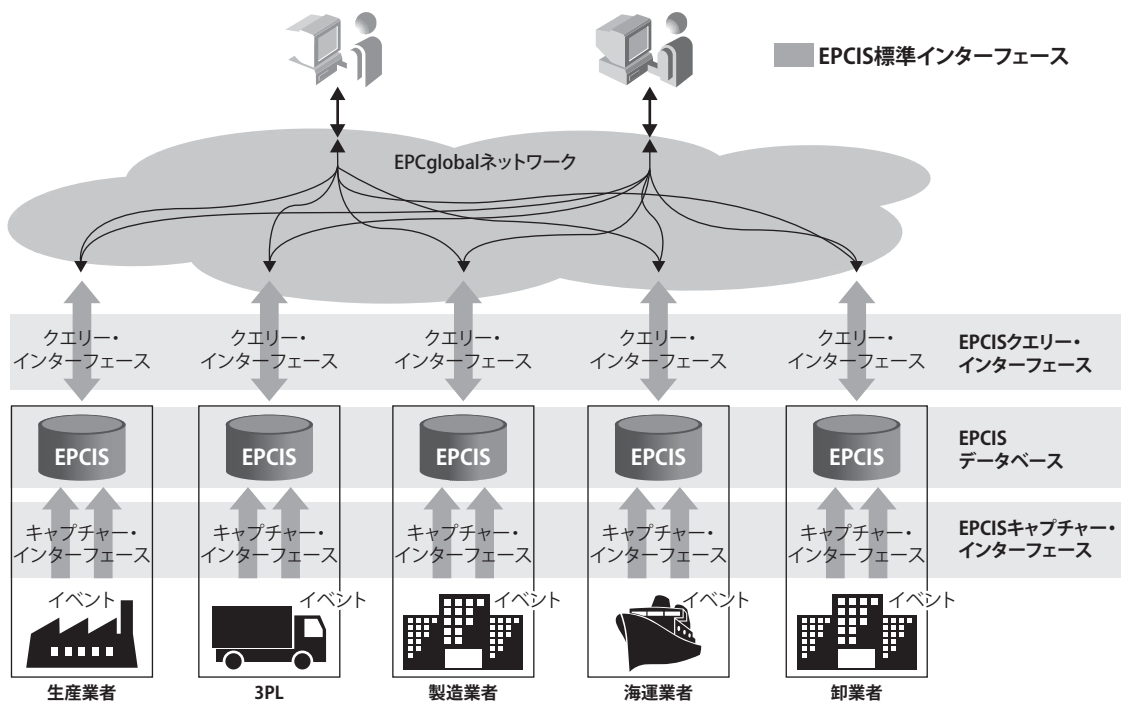 EPCIS標準インターフェース
EPCglobalネットワーク
クエリー・
インターフェース
クエリー・
インターフェース
クエリー・
インターフェース
クエリー・
インターフェース
クエリー・
インターフェース
EPCISクエリー・
インターフェース
EPCIS
EPCIS
EPCIS
EPCIS
EPCIS
EPCIS
データベース
キャプチャー・
インターフェース
キャプチャー・
インターフェース
キャプチャー・
インターフェース
キャプチャー・
インターフェース
キャプチャー・
インターフェース
EPCISキャプチャー・
インターフェース
イベント
イベント
イベント
イベント
イベント
生産業者
3PL
製造業者
海運業者
卸業者